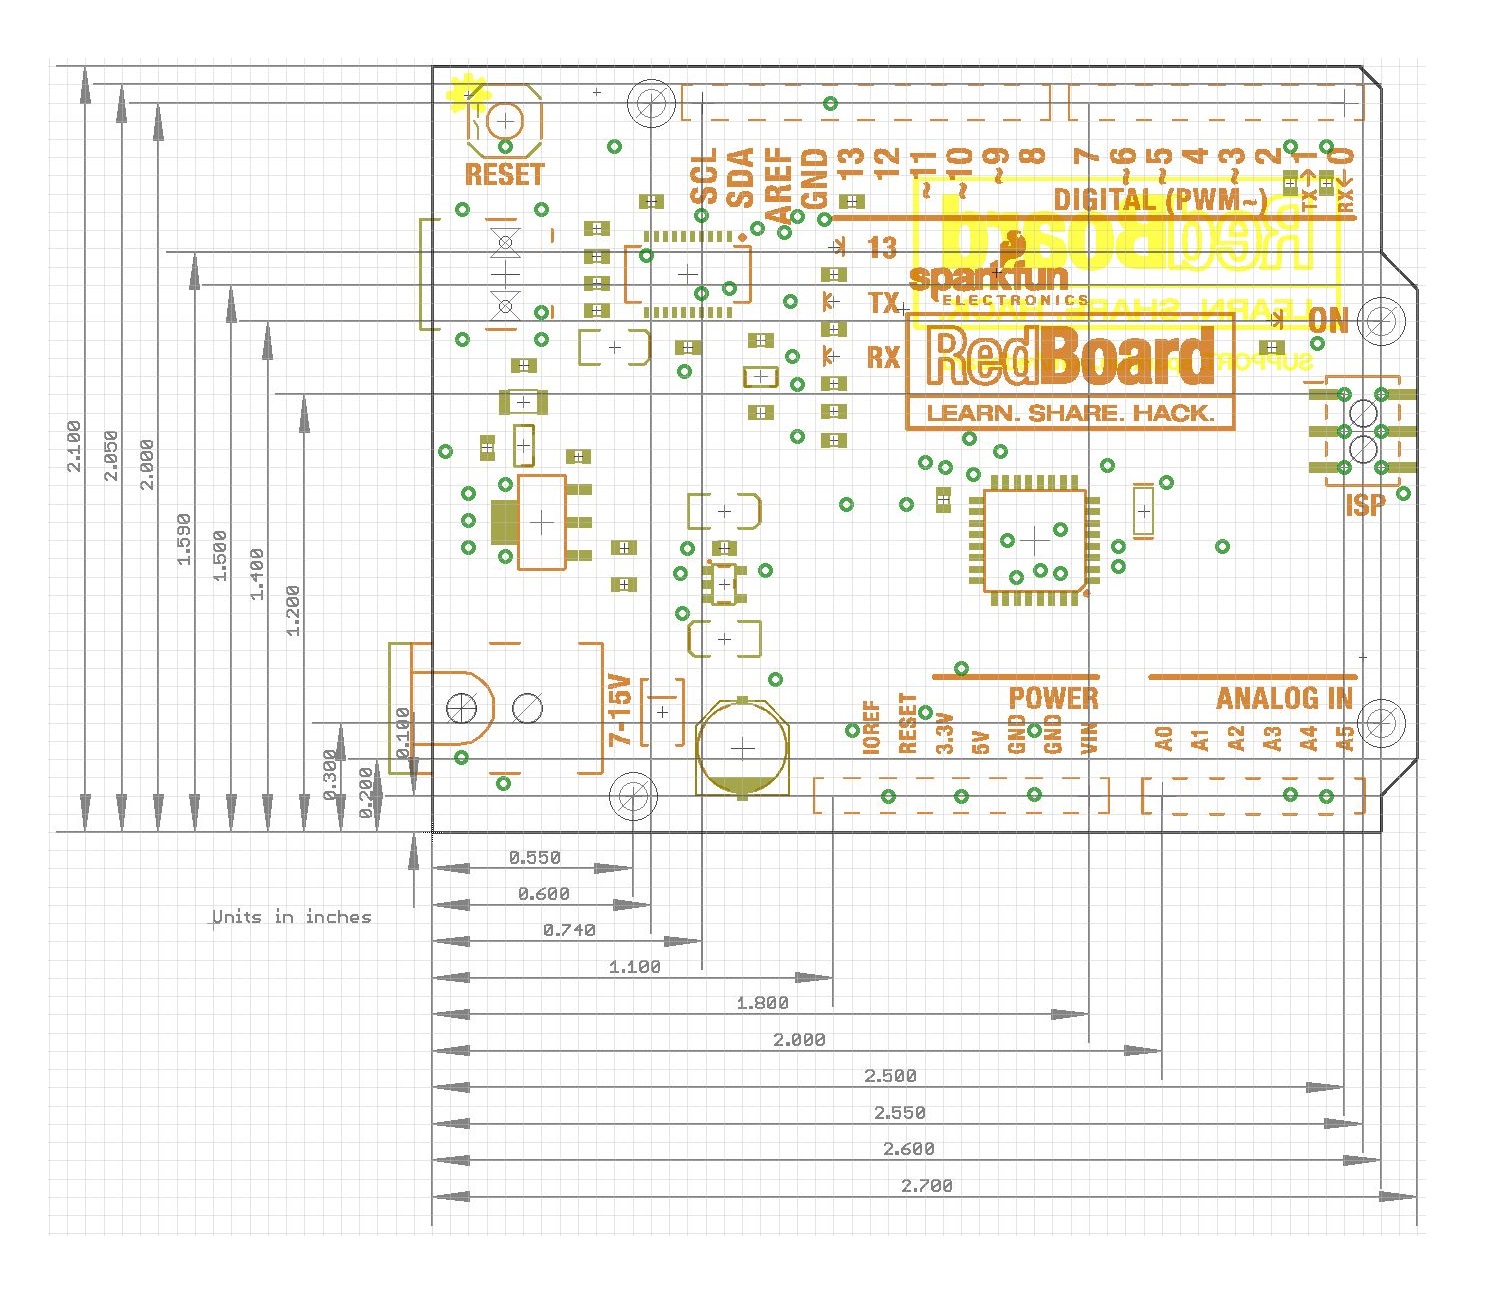 RESET
SCL
SDA
AREF
GND
13
12
~11
~10
~9
8
7
~6
~5
4
~3
2
TX→1
RX←0
DIGITAL (PWM~)
13
sparkfun
ELECTRONICS
TX
RX
ON
RedBoard
LEARN. SHARE. HACK.
RedBoard
LEARN. SHARE. HACK.
ISP
7-15V
POWER
ANALOG IN
IOREF
RESET
3.3V
5V
GND
GND
VIN
A0
A1
A2
A3
A4
A5
2.100
2.050
2.000
1.590
1.500
1.400
1.200
0.300
0.200
0.100
0.550
0.600
0.740
1.100
1.800
2.000
2.500
2.550
2.600
2.700
Units in inches